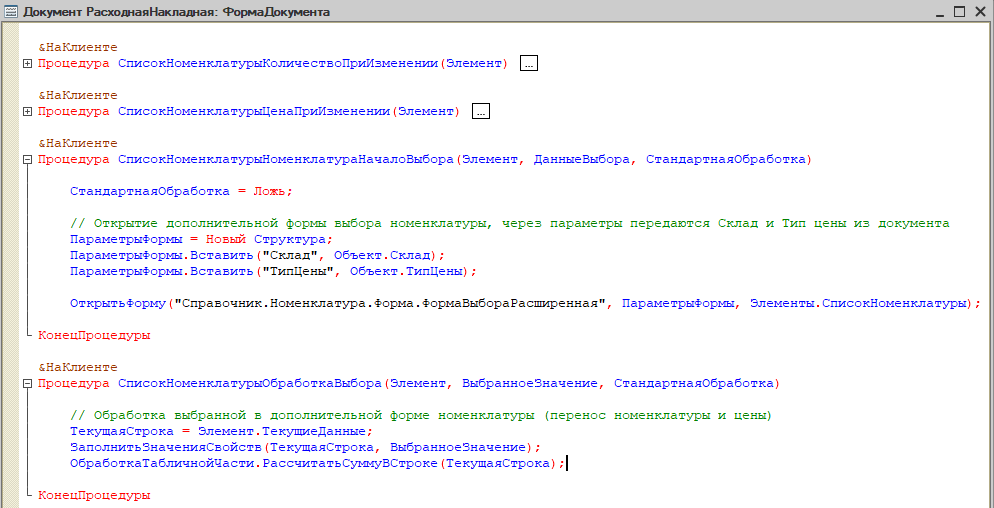 Документ РасходнаяНакладная: ФормаДокумента
&НаКлиенте
Процедура СписокНоменклатурыКоличествоПриИзменении(Элемент) ...
&НаКлиенте
Процедура СписокНоменклатурыЦенаПриИзменении(Элемент) ...
&НаКлиенте
Процедура СписокНоменклатурыНоменклатураНачалоВыбора(Элемент, ДанныеВыбора, СтандартнаяОбработка)
СтандартнаяОбработка = Ложь;
// Открытие дополнительной формы выбора номенклатуры, через параметры передаются Склад и Тип цены из документа
ПараметрыФормы = Новый Структура;
ПараметрыФормы.Вставить("Склад", Объект.Склад);
ПараметрыФормы.Вставить("ТипЦены", Объект.ТипЦены);
ОткрытьФорму("Справочник.Номенклатура.Форма.ФормаВыбораРасширенная", ПараметрыФормы, Элементы.СписокНоменклатуры);
КонецПроцедуры
&НаКлиенте
Процедура СписокНоменклатурыОбработкаВыбора(Элемент, ВыбранноеЗначение, СтандартнаяОбработка)
// Обработка выбранной в дополнительной форме номенклатуры (перенос номенклатуры и цены)
ТекущаяСтрока = Элемент.ТекущиеДанные;
ЗаполнитьЗначенияСвойств(ТекущаяСтрока, ВыбранноеЗначение);
ОбработкаТабличнойЧасти.РассчитатьСуммуВСтроке(ТекущаяСтрока);
КонецПроцедуры